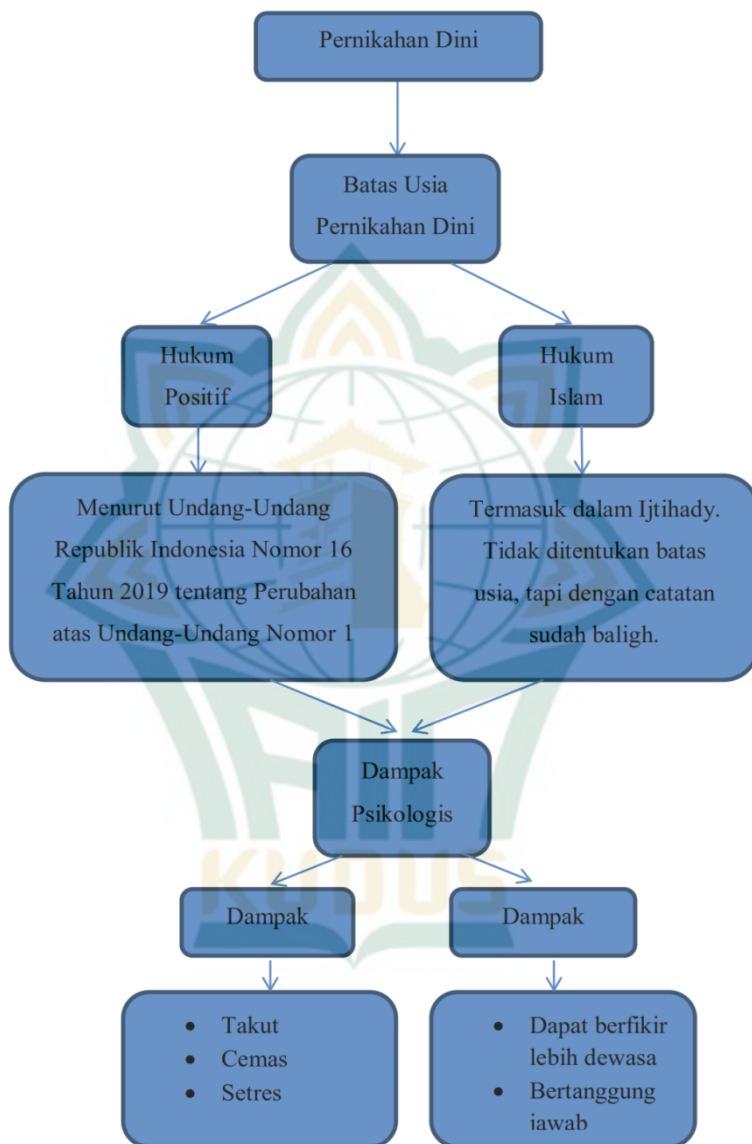 Pernikahan Dini
Batas Usia
Pernikahan Dini
Hukum
Positif
Hukum
Islam
Menurut Undang-Undang
Republik Indonesia Nomor 16
Tahun 2019 tentang Perubahan
atas Undang-Undang Nomor 1
Termasuk dalam Ijtihady.
Tidak ditentukan batas
usia, tapi dengan catatan
sudah baligh.
Dampak
Psikologis
Dampak
Dampak
• Takut
• Cemas
• Setres
• Dapat berfikir
lebih dewasa
• Bertanggung
jawab
KUDUS